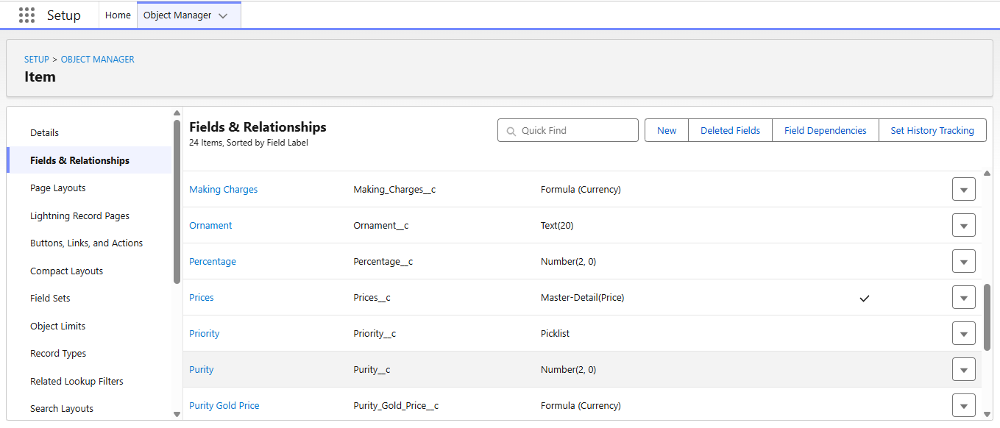 Setup Home Object Manager
SETUP > OBJECT MANAGER
Item
Details
Fields & Relationships
Page Layouts
Lightning Record Pages
Buttons, Links, and Actions
Compact Layouts
Field Sets
Object Limits
Record Types
Related Lookup Filters
Search Layouts
Fields & Relationships
24 Items, Sorted by Field Label
Quick Find New Deleted Fields Field Dependencies Set History Tracking
Making Charges Making_Charges__c Formula (Currency)
Ornament Ornament__c Text(20)
Percentage Percentage__c Number(2, 0)
Prices Prices__c Master-Detail(Price)
Priority Priority__c Picklist
Purity Purity__c Number(2, 0)
Purity Gold Price Purity_Gold_Price__c Formula (Currency)